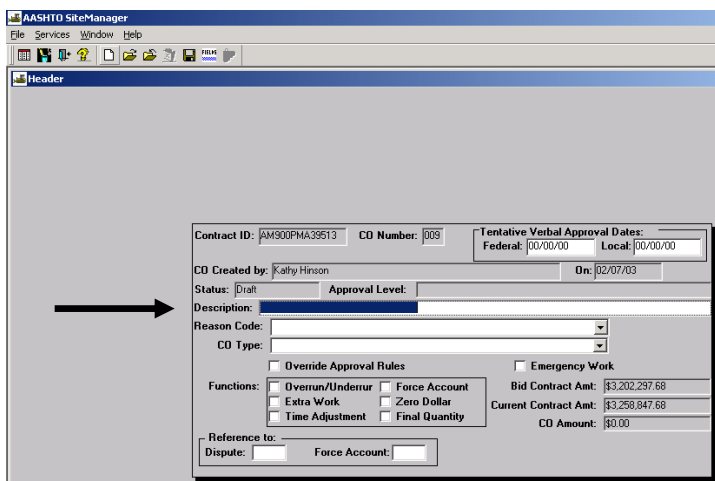 AASHTO SiteManager
File Services Window Help
FIELDS
Header
Contract ID: AM900PMA39513 CO Number: 009 Tentative Verbal Approval Dates:
Federal: 00/00/00 Local: 00/00/00
CO Created by: Kathy Hinson On: 02/07/03
Status: Draft Approval Level:
Description:
Reason Code:
CO Type:
Override Approval Rules Emergency Work
Functions: Overrun/Underrur Force Account Bid Contract Amt: $3,202,297.68
Extra Work Zero Dollar Current Contract Amt: $3,258,847.68
Time Adjustment Final Quantity CO Amount: $0.00
Reference to:
Dispute: Force Account: